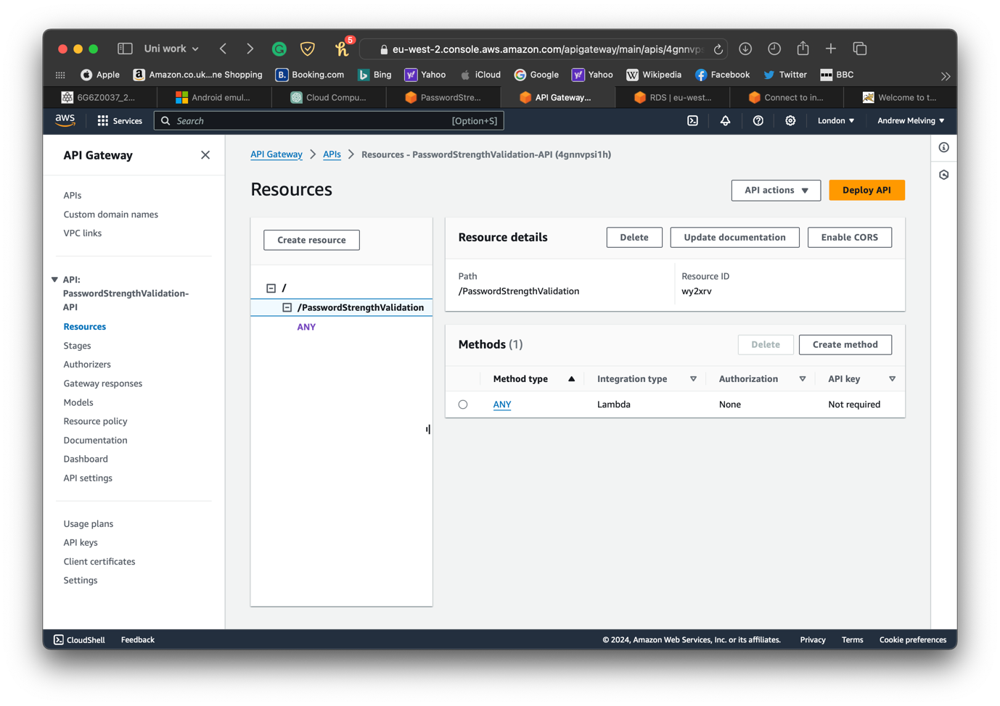 5
Uni work
eu-west-2.console.aws.amazon.com/apigateway/main/apis/4gnnvps
Apple
Amazon.co.uk...ne Shopping
Booking.com
Bing
Yahoo
iCloud
Google
Yahoo
Wikipedia
Facebook
Twitter
BBC
6G6Z0037_2...
Android emul...
Cloud Compu...
PasswordStre...
API Gateway...
RDS | eu-west...
Connect to in...
Welcome to t...
aws
Services
Search
[Option+S]
London
Andrew Melving
API Gateway
APIs
Custom domain names
VPC links
API:
PasswordStrengthValidation-
API
Resources
Stages
Authorizers
Gateway responses
Models
Resource policy
Documentation
Dashboard
API settings
Usage plans
API keys
Client certificates
Settings
API Gateway > APIs > Resources - PasswordStrengthValidation-API (4gnnvpsi1h)
Resources
API actions
Deploy API
Create resource
/
/PasswordStrengthValidation
ANY
Resource details
Delete
Update documentation
Enable CORS
Path
/PasswordStrengthValidation
Resource ID
wy2xrv
Methods (1)
Delete
Create method
Method type
Integration type
Authorization
API key
ANY
Lambda
None
Not required
CloudShell
Feedback
© 2024, Amazon Web Services, Inc. or its affiliates.
Privacy
Terms
Cookie preferences